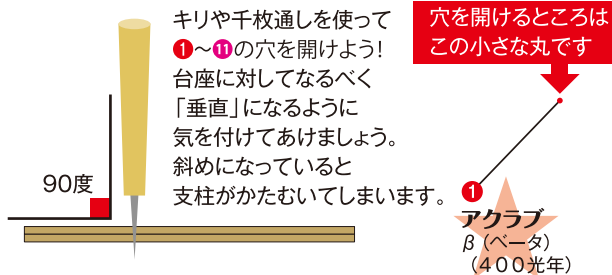 キリや千枚通しを使って
1〜11の穴を開けよう!
台座に対してなるべく
「垂直」になるように
気を付けてあけましょう。
斜めになっていると
支柱がかたむいてしまいます。
90度
穴を開けるところは
この小さな丸です
1
アクラブ
β（ベータ）
（４００光年）